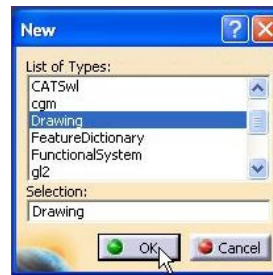 New
List of Types:
CATSwl
cgm
Drawing
FeatureDictionary
FunctionalSystem
gl2
Selection:
Drawing
OK
Cancel